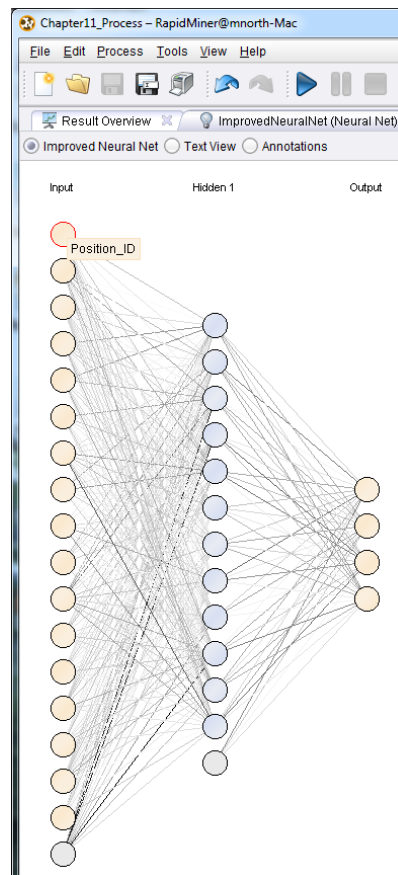 Chapter11_Process – RapidMiner@mnorth-Mac
File Edit Process Tools View Help
Result Overview ImprovedNeuralNet (Neural Net)
Improved Neural Net Text View Annotations
Input Hidden 1 Output
Position_ID